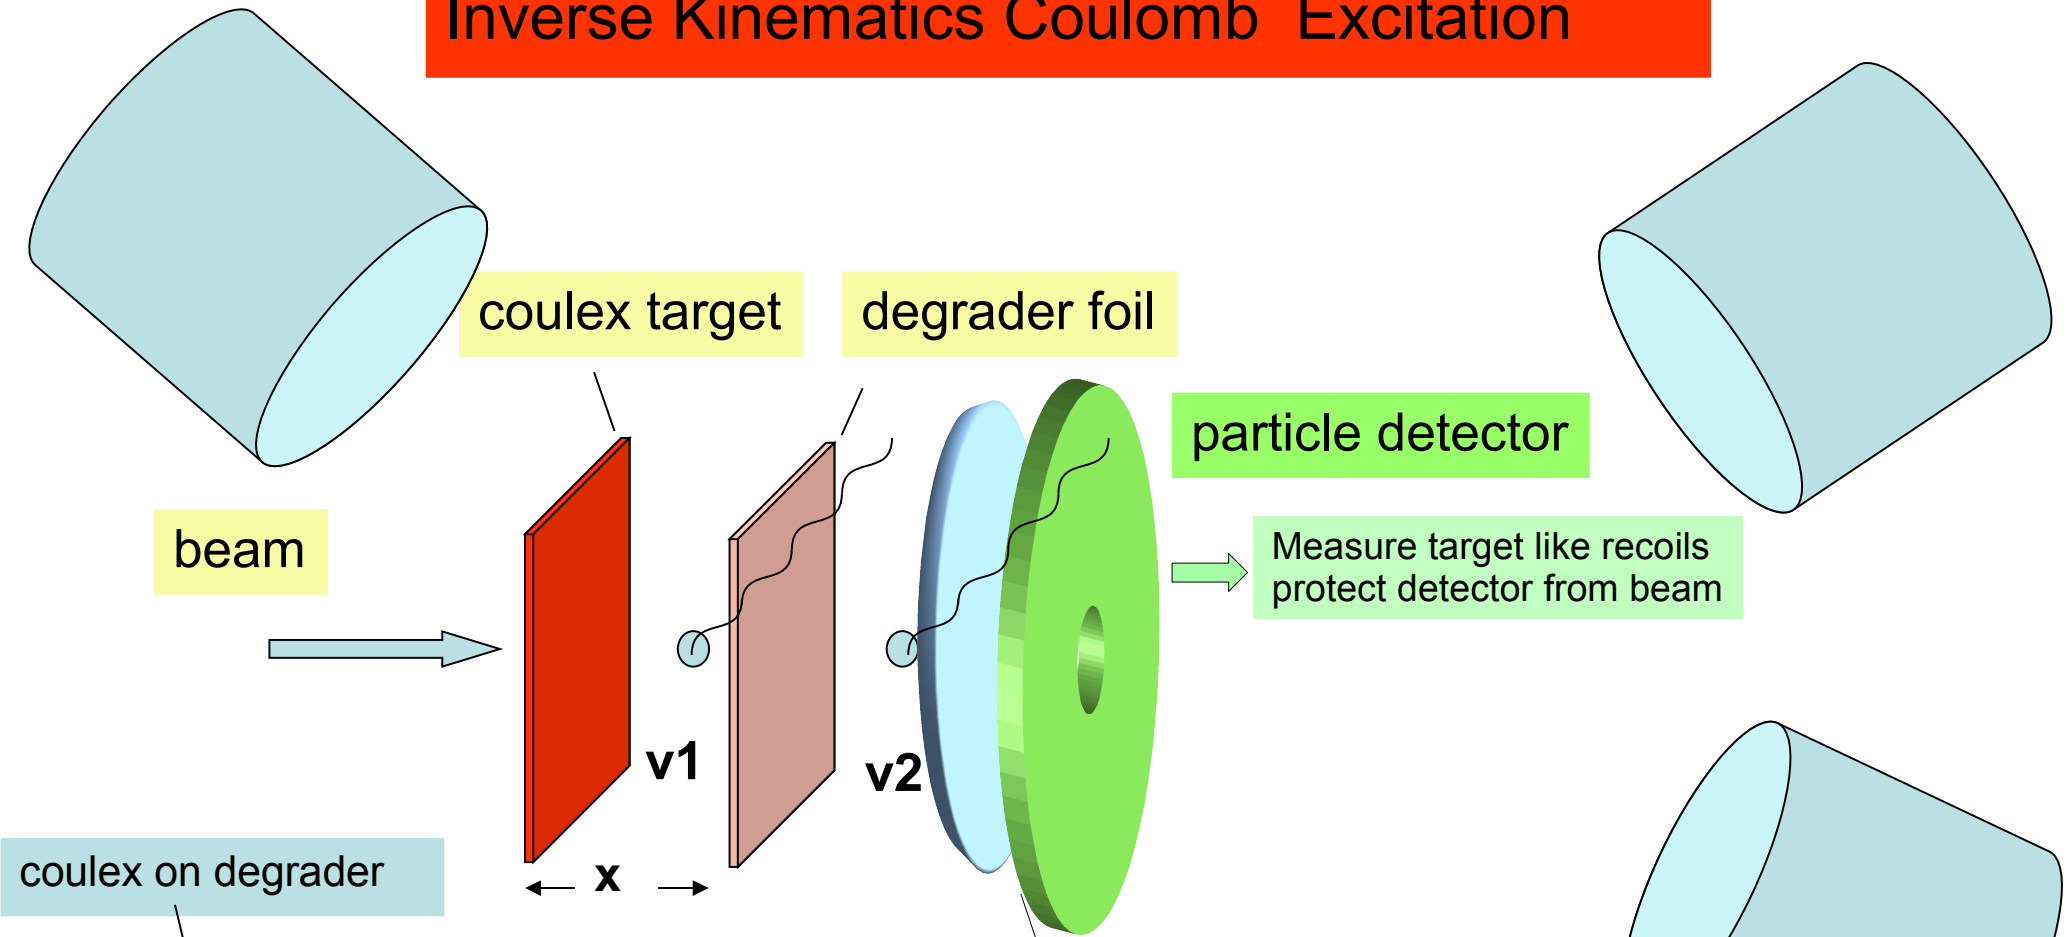 Inverse Kinematics Coulomb  Excitation
coulex target
degrader foil
particle detector
beam
Measure target like recoils
protect detector from beam
v1
v2
coulex on degrader
x